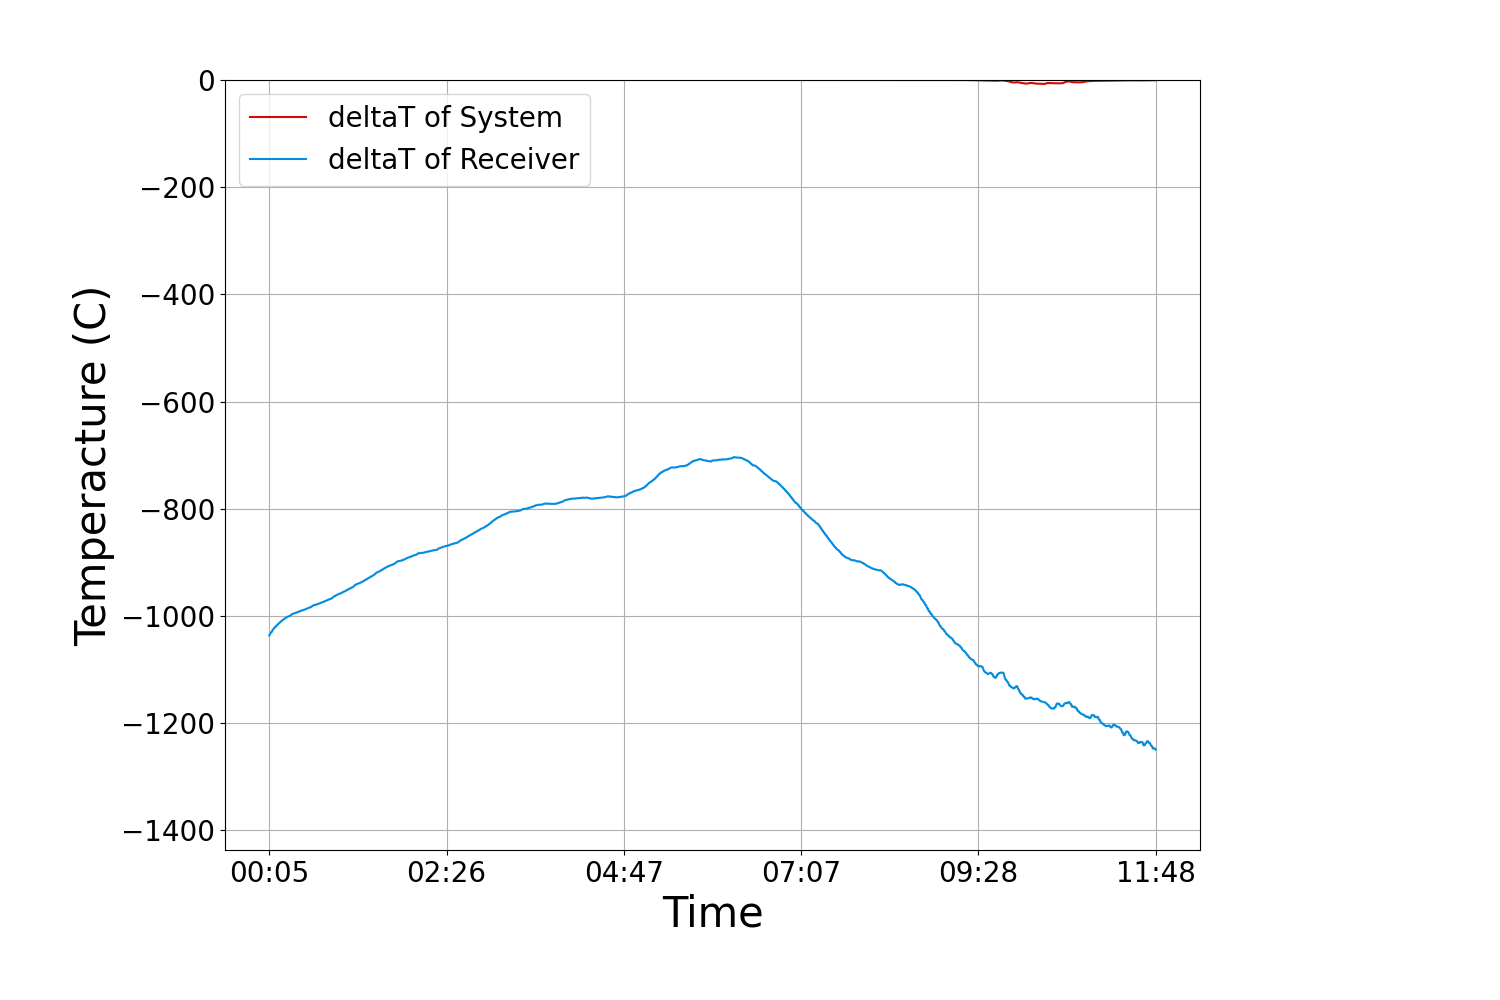 deltaT of System
deltaT of Receiver
Temperacture (C)
0
−200
−400
−600
−800
−1000
−1200
−1400
00:05 02:26 04:47 07:07 09:28 11:48
Time